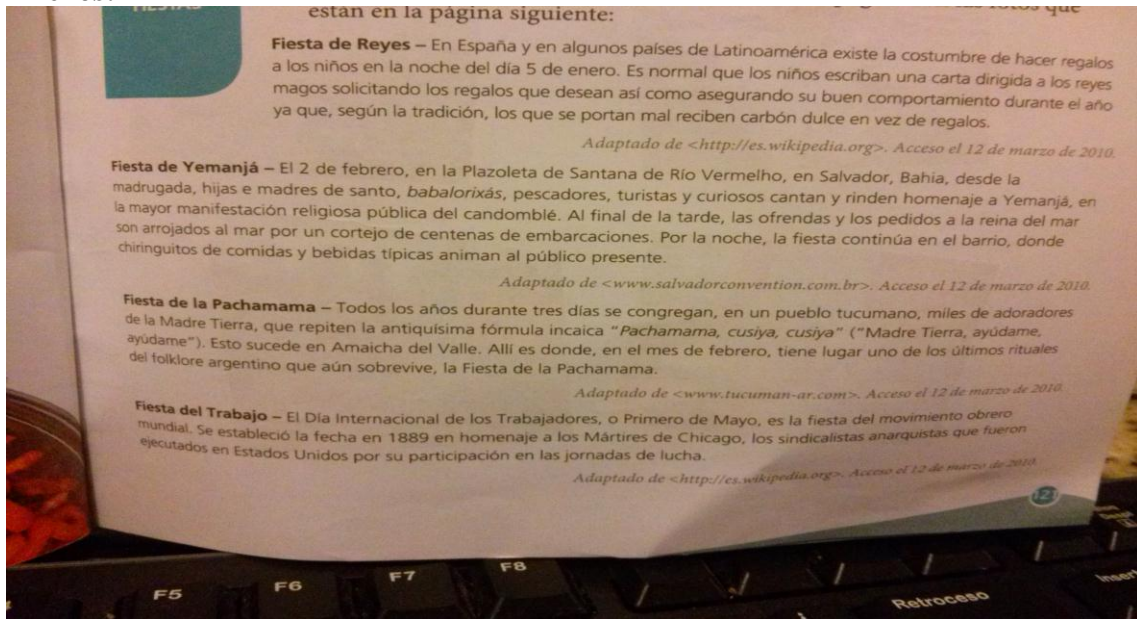 FIESTAS
están en la página siguiente:
Fiesta de Reyes – En España y en algunos países de Latinoamérica existe la costumbre de hacer regalos
a los niños en la noche del día 5 de enero. Es normal que los niños escriban una carta dirigida a los reyes
magos solicitando los regalos que desean así como asegurando su buen comportamiento durante el año
ya que, según la tradición, los que se portan mal reciben carbón dulce en vez de regalos.
Adaptado de <http://es.wikipedia.org>. Acceso el 12 de marzo de 2010.
Fiesta de Yemanjá – El 2 de febrero, en la Plazoleta de Santana de Río Vermelho, en Salvador, Bahia, desde la
madrugada, hijas e madres de santo, babalorixás, pescadores, turistas y curiosos cantan y rinden homenaje a Yemanjá, en
la mayor manifestación religiosa pública del candomblé. Al final de la tarde, las ofrendas y los pedidos a la reina del mar
son arrojados al mar por un cortejo de centenas de embarcaciones. Por la noche, la fiesta continúa en el barrio, donde
chiringuitos de comidas y bebidas típicas animan al público presente.
Adaptado de <www.salvadorconvention.com.br>. Acceso el 12 de marzo de 2010.
Fiesta de la Pachamama – Todos los años durante tres días se congregan, en un pueblo tucumano, miles de adoradores
de la Madre Tierra, que repiten la antiquísima fórmula incaica "Pachamama, cusiya, cusiya" ("Madre Tierra, ayúdame,
ayúdame"). Esto sucede en Amaicha del Valle. Allí es donde, en el mes de febrero, tiene lugar uno de los últimos rituales
del folklore argentino que aún sobrevive, la Fiesta de la Pachamama.
Adaptado de <www.tucuman-ar.com>. Acceso el 12 de marzo de 2010.
Fiesta del Trabajo – El Día Internacional de los Trabajadores, o Primero de Mayo, es la fiesta del movimiento obrero
mundial. Se estableció la fecha en 1889 en homenaje a los Mártires de Chicago, los sindicalistas anarquistas que fueron
ejecutados en Estados Unidos por su participación en las jornadas de lucha.
Adaptado de <http://es.wikipedia.org>. Acceso el 12 de marzo de 2010.
121
F5 F6 F7 F8
Retroceso
Insert